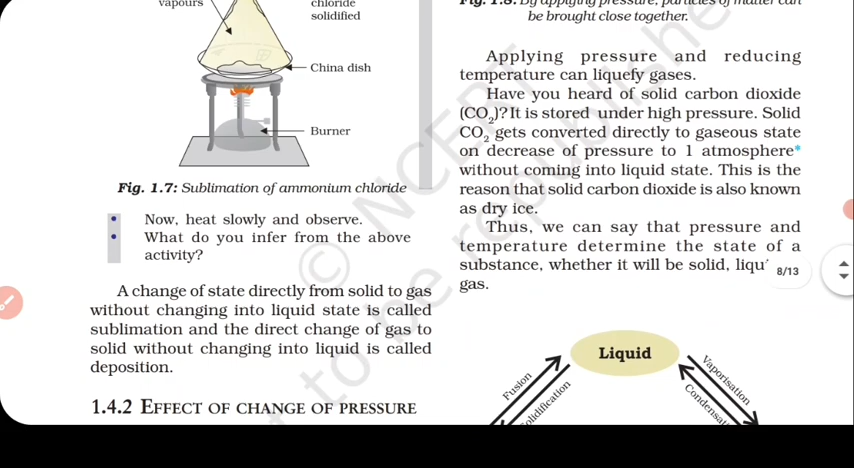 vapours
chloride
solidified
China dish
Burner
Fig. 1.7: Sublimation of ammonium chloride
• Now, heat slowly and observe.
• What do you infer from the above
activity?
A change of state directly from solid to gas
without changing into liquid state is called
sublimation and the direct change of gas to
solid without changing into liquid is called
deposition.
1.4.2 EFFECT OF CHANGE OF PRESSURE
Fig. 1.8: By applying pressure, particles of matter can
be brought close together.
Applying pressure and reducing
temperature can liquefy gases.
Have you heard of solid carbon dioxide
(CO₂)? It is stored under high pressure. Solid
CO₂ gets converted directly to gaseous state
on decrease of pressure to 1 atmosphere*
without coming into liquid state. This is the
reason that solid carbon dioxide is also known
as dry ice.
Thus, we can say that pressure and
temperature determine the state of a
substance, whether it will be solid,
gas.
8/13
Liquid
Fusion
Vaporisation
© NCERT